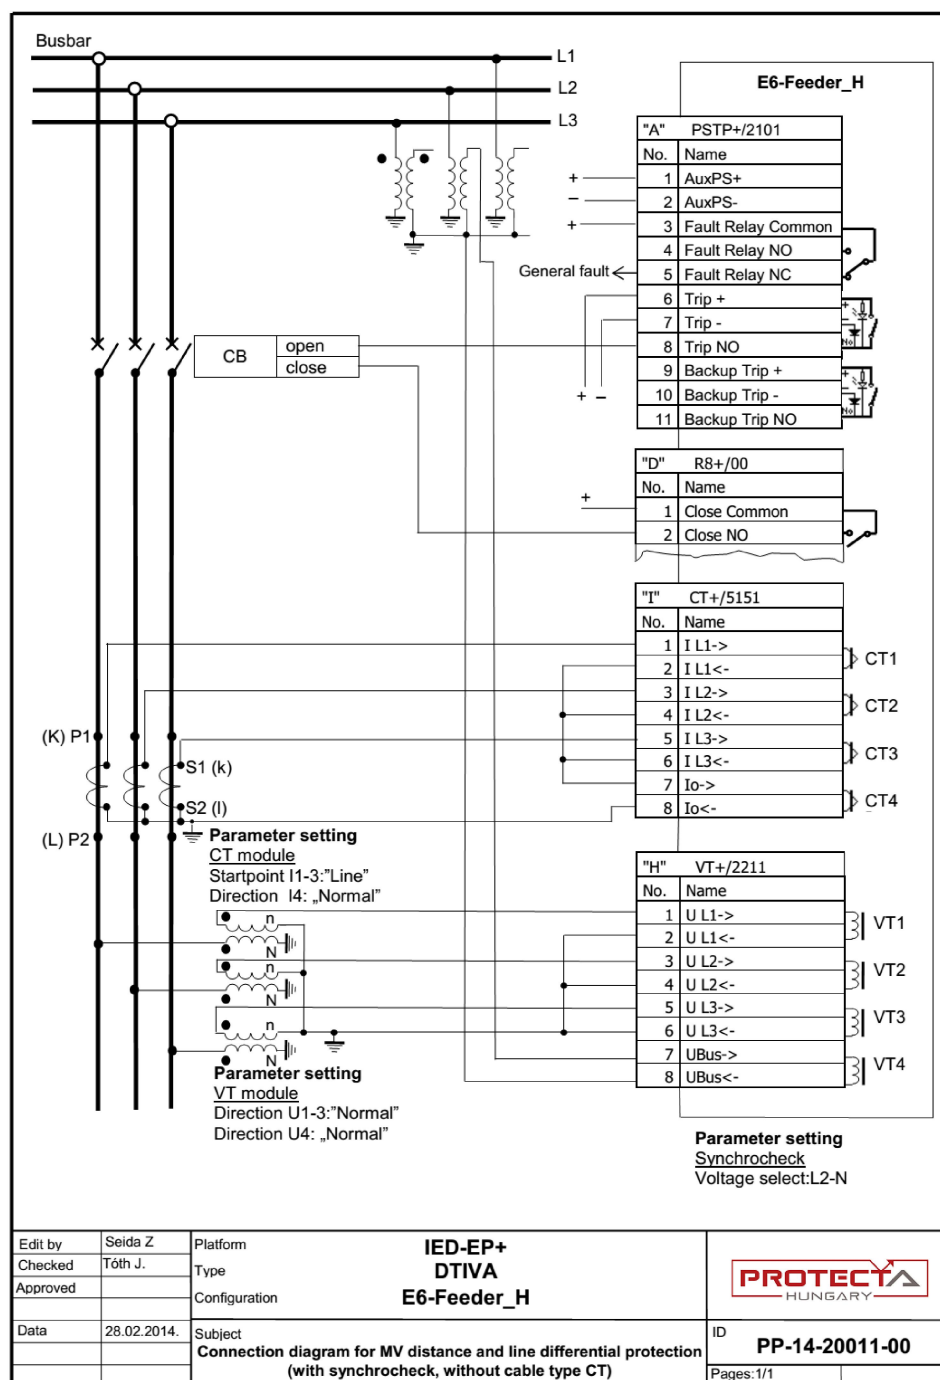 Busbar
L1
L2
L3
E6-Feeder_H
"A" PSTP+/2101
No. Name
1 AuxPS+
2 AuxPS-
3 Fault Relay Common
4 Fault Relay NO
5 Fault Relay NC
6 Trip +
7 Trip -
8 Trip NO
9 Backup Trip +
10 Backup Trip -
11 Backup Trip NO
+
−
+
General fault
+ −
CB open
close
"D" R8+/00
No. Name
1 Close Common
2 Close NO
+
"I" CT+/5151
No. Name
1 I L1->
2 I L1<-
3 I L2->
4 I L2<-
5 I L3->
6 I L3<-
7 Io->
8 Io<-
CT1
CT2
CT3
CT4
(K) P1
S1 (k)
S2 (l)
(L) P2
Parameter setting
CT module
Startpoint I1-3:"Line"
Direction I4: „Normal"
n
N
n
N
n
N
"H" VT+/2211
No. Name
1 U L1->
2 U L1<-
3 U L2->
4 U L2<-
5 U L3->
6 U L3<-
7 UBus->
8 UBus<-
VT1
VT2
VT3
VT4
Parameter setting
VT module
Direction U1-3:"Normal"
Direction U4: „Normal"
Parameter setting
Synchrocheck
Voltage select:L2-N
Edit by Seida Z
Checked Tóth J.
Approved
Data 28.02.2014.
Platform IED-EP+
Type DTIVA
Configuration E6-Feeder_H
Subject
Connection diagram for MV distance and line differential protection
(with synchrocheck, without cable type CT)
PROTECTA
HUNGARY
ID PP-14-20011-00
Pages:1/1